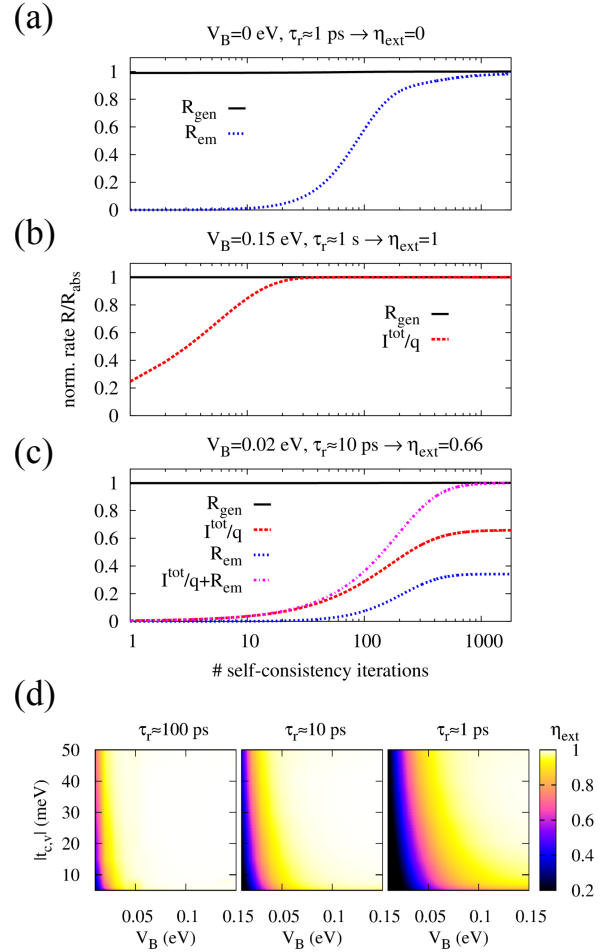 (a)
V_B=0 eV, τ_r≈1 ps → η_ext=0
1
0.8
0.6
0.4
0.2
0
R_gen
R_em
(b)
V_B=0.15 eV, τ_r≈1 s → η_ext=1
norm. rate R/R_abs
1
0.8
0.6
0.4
0.2
0
R_gen
I^tot/q
(c)
V_B=0.02 eV, τ_r≈10 ps → η_ext=0.66
1
0.8
0.6
0.4
0.2
0
R_gen
I^tot/q
R_em
I^tot/q+R_em
1 10 100 1000
# self-consistency iterations
(d)
τ_r≈100 ps τ_r≈10 ps τ_r≈1 ps η_ext
|t_c,v| (meV)
50
40
30
20
10
1
0.8
0.6
0.4
0.2
0.05 0.1 0.15 0.05 0.1 0.15 0.05 0.1 0.15
V_B (eV) V_B (eV) V_B (eV)